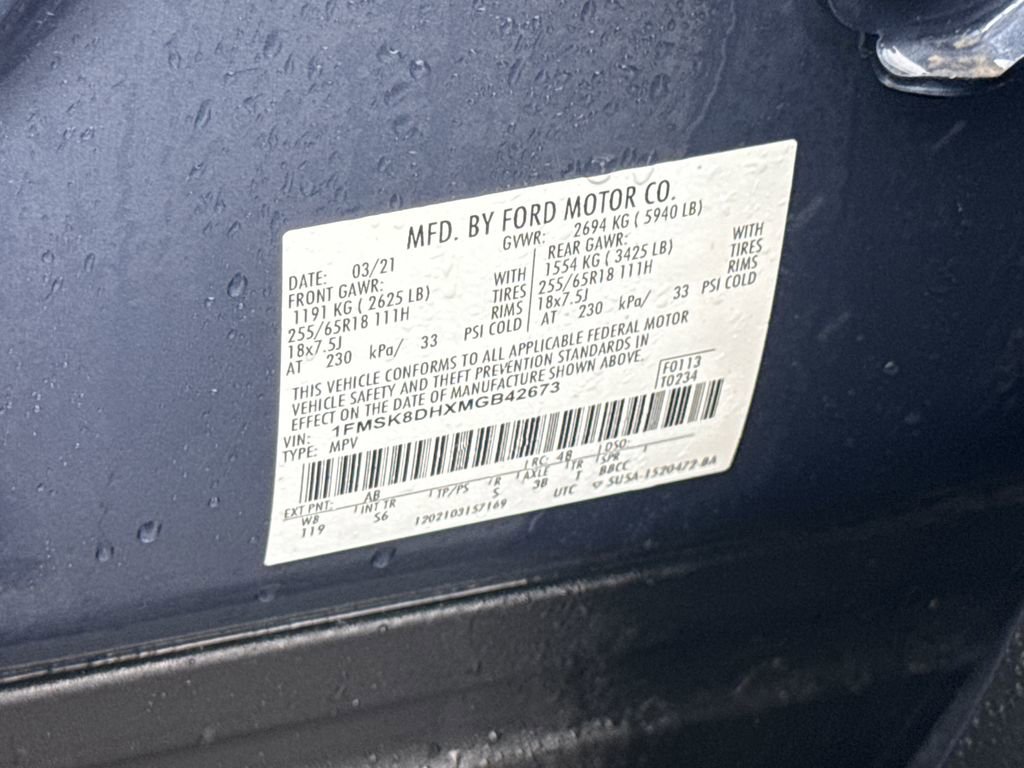 MFD. BY FORD MOTOR CO.
DATE: 03/21 GVWR: 2694 KG ( 5940 LB)
FRONT GAWR: REAR GAWR:
1191 KG ( 2625 LB) WITH 1554 KG ( 3425 LB) WITH
255/65R18 111H TIRES 255/65R18 111H TIRES
18x7.5J RIMS 18x7.5J RIMS
AT 230 kPa/ 33 PSI COLD AT 230 kPa/ 33 PSI COLD
THIS VEHICLE CONFORMS TO ALL APPLICABLE FEDERAL MOTOR
VEHICLE SAFETY AND THEFT PREVENTION STANDARDS IN
EFFECT ON THE DATE OF MANUFACTURE SHOWN ABOVE.
VIN: 1FMSK8DHXMGB42673 F0113
TYPE: MPV T0234
EXT PNT: AB RC: 4B DSO:
WB INT TR TP/PS R AXLE TR SPR
119 S6 S 3B T BBCC
1202103157169 UTC ▽ 5U5A-1520472-BA